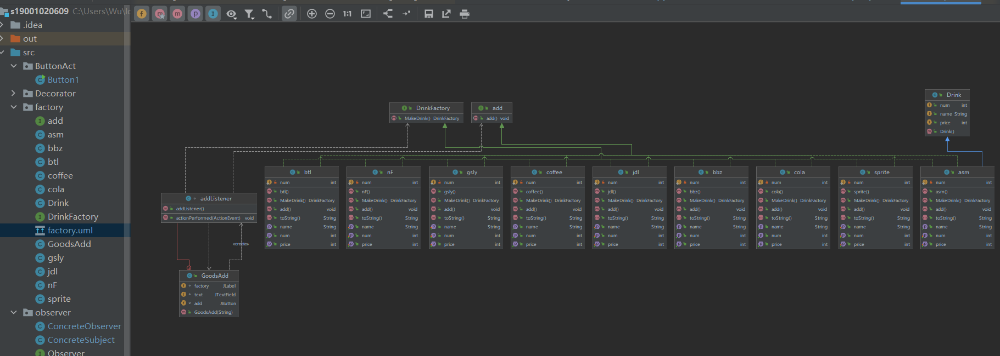 s19001020609 C:\Users\Wu\Ic
.idea
out
src
ButtonAct
Button1
Decorator
factory
add
asm
bbz
btl
coffee
cola
Drink
DrinkFactory
factory.uml
GoodsAdd
gsly
jdl
nF
sprite
observer
ConcreteObserver
ConcreteSubject
Observer
1:1
DrinkFactory
MakeDrink() DrinkFactory
add
add() void
Drink
num int
name String
price int
Drink()
addListener
addListener()
actionPerformed(ActionEvent) void
«create»
GoodsAdd
factory JLabel
text JTextField
add JButton
GoodsAdd(String)
btl
num int
btl()
MakeDrink() DrinkFactory
add() void
toString() String
name String
num int
price int
nF
num int
nF()
MakeDrink() DrinkFactory
add() void
toString() String
name String
num int
price int
gsly
num int
gsly()
MakeDrink() DrinkFactory
add() void
toString() String
name String
num int
price int
coffee
num int
coffee()
MakeDrink() DrinkFactory
add() void
toString() String
name String
num int
price int
jdl
num int
jdl()
MakeDrink() DrinkFactory
add() void
toString() String
name String
num int
price int
bbz
num int
bbz()
MakeDrink() DrinkFactory
add() void
toString() String
name String
num int
price int
cola
num int
cola()
MakeDrink() DrinkFactory
add() void
toString() String
name String
num int
price int
sprite
num int
sprite()
MakeDrink() DrinkFactory
add() void
toString() String
name String
num int
price int
asm
num int
asm()
MakeDrink() DrinkFactory
add() void
toString() String
name String
num int
price int